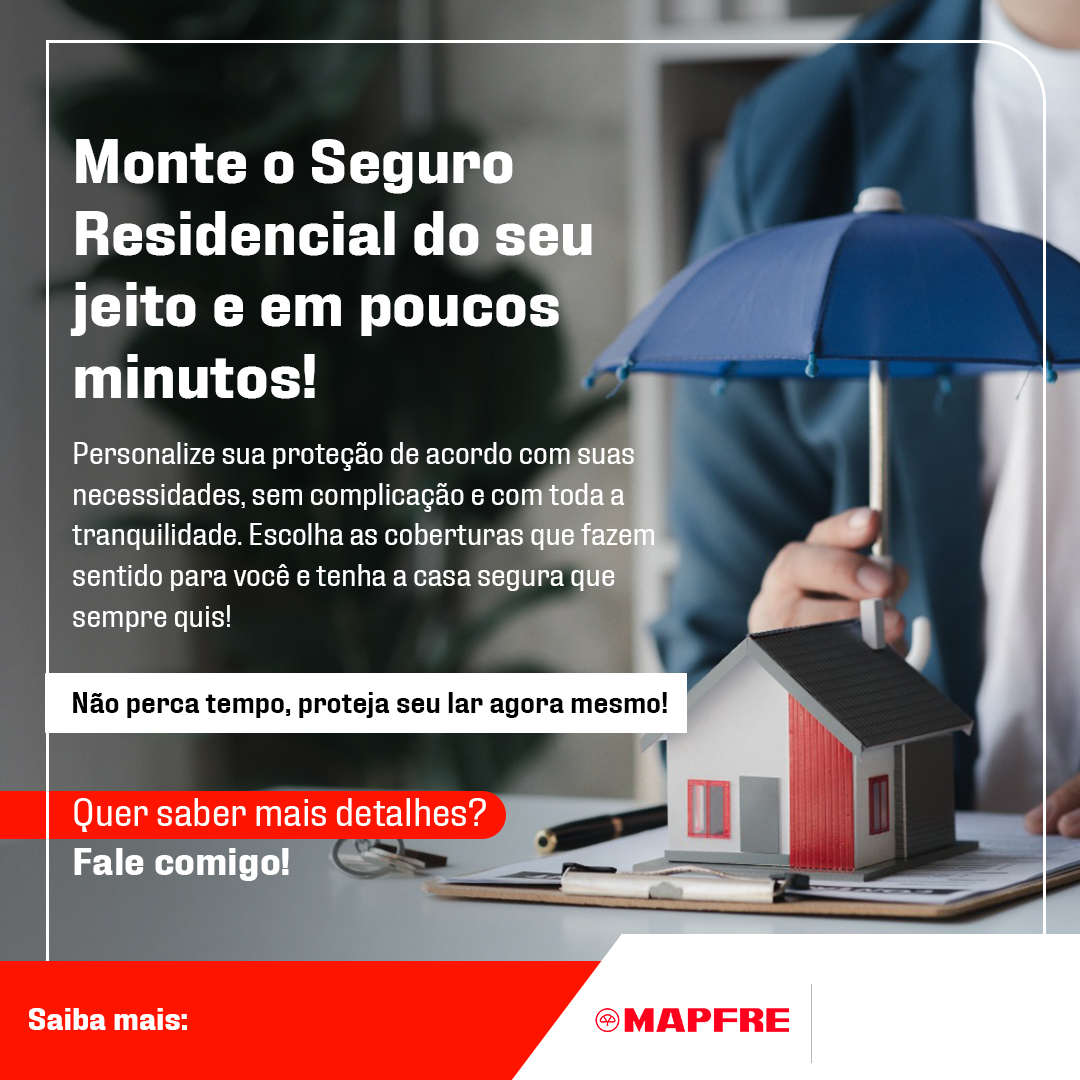 Monte o Seguro
Residencial do seu
jeito e em poucos
minutos!
Personalize sua proteção de acordo com suas
necessidades, sem complicação e com toda a
tranquilidade. Escolha as coberturas que fazem
sentido para você e tenha a casa segura que
sempre quis!
Não perca tempo, proteja seu lar agora mesmo!
Quer saber mais detalhes?
Fale comigo!
Saiba mais:
MAPFRE